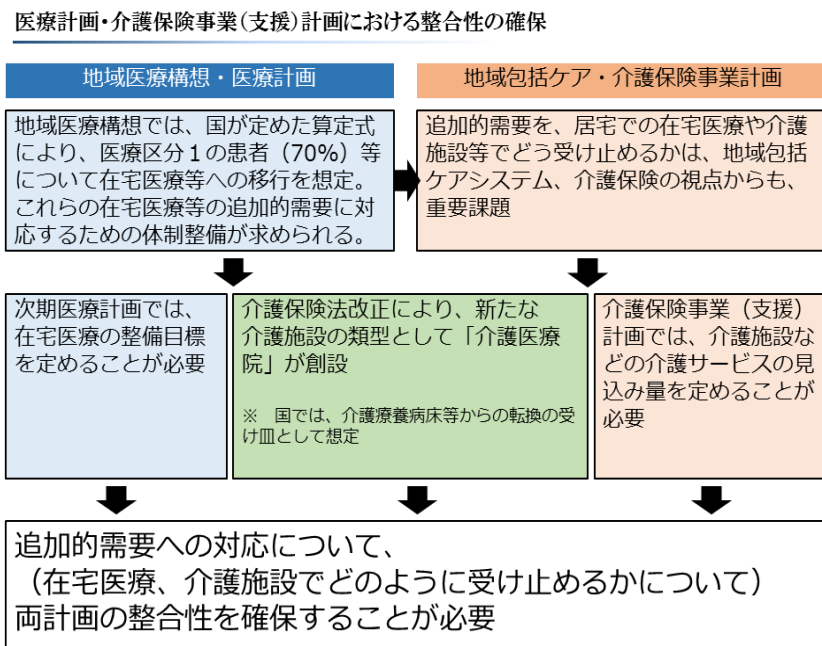 医療計画・介護保険事業（支援）計画における整合性の確保
地域医療構想・医療計画
地域包括ケア・介護保険事業計画
地域医療構想では、国が定めた算定式
により、医療区分１の患者（70%）等
について在宅医療等への移行を想定。
これらの在宅医療等の追加的需要に対
応するための体制整備が求められる。
追加的需要を、居宅での在宅医療や介護
施設等でどう受け止めるかは、地域包括
ケアシステム、介護保険の視点からも、
重要課題
次期医療計画では、
在宅医療の整備目標
を定めることが必要
介護保険法改正により、新たな
介護施設の類型として「介護医療
院」が創設
※　国では、介護療養病床等からの転換の受
け皿として想定
介護保険事業（支援）
計画では、介護施設な
どの介護サービスの見
込み量を定めることが
必要
追加的需要への対応について、
（在宅医療、介護施設でどのように受け止めるかについて）
両計画の整合性を確保することが必要